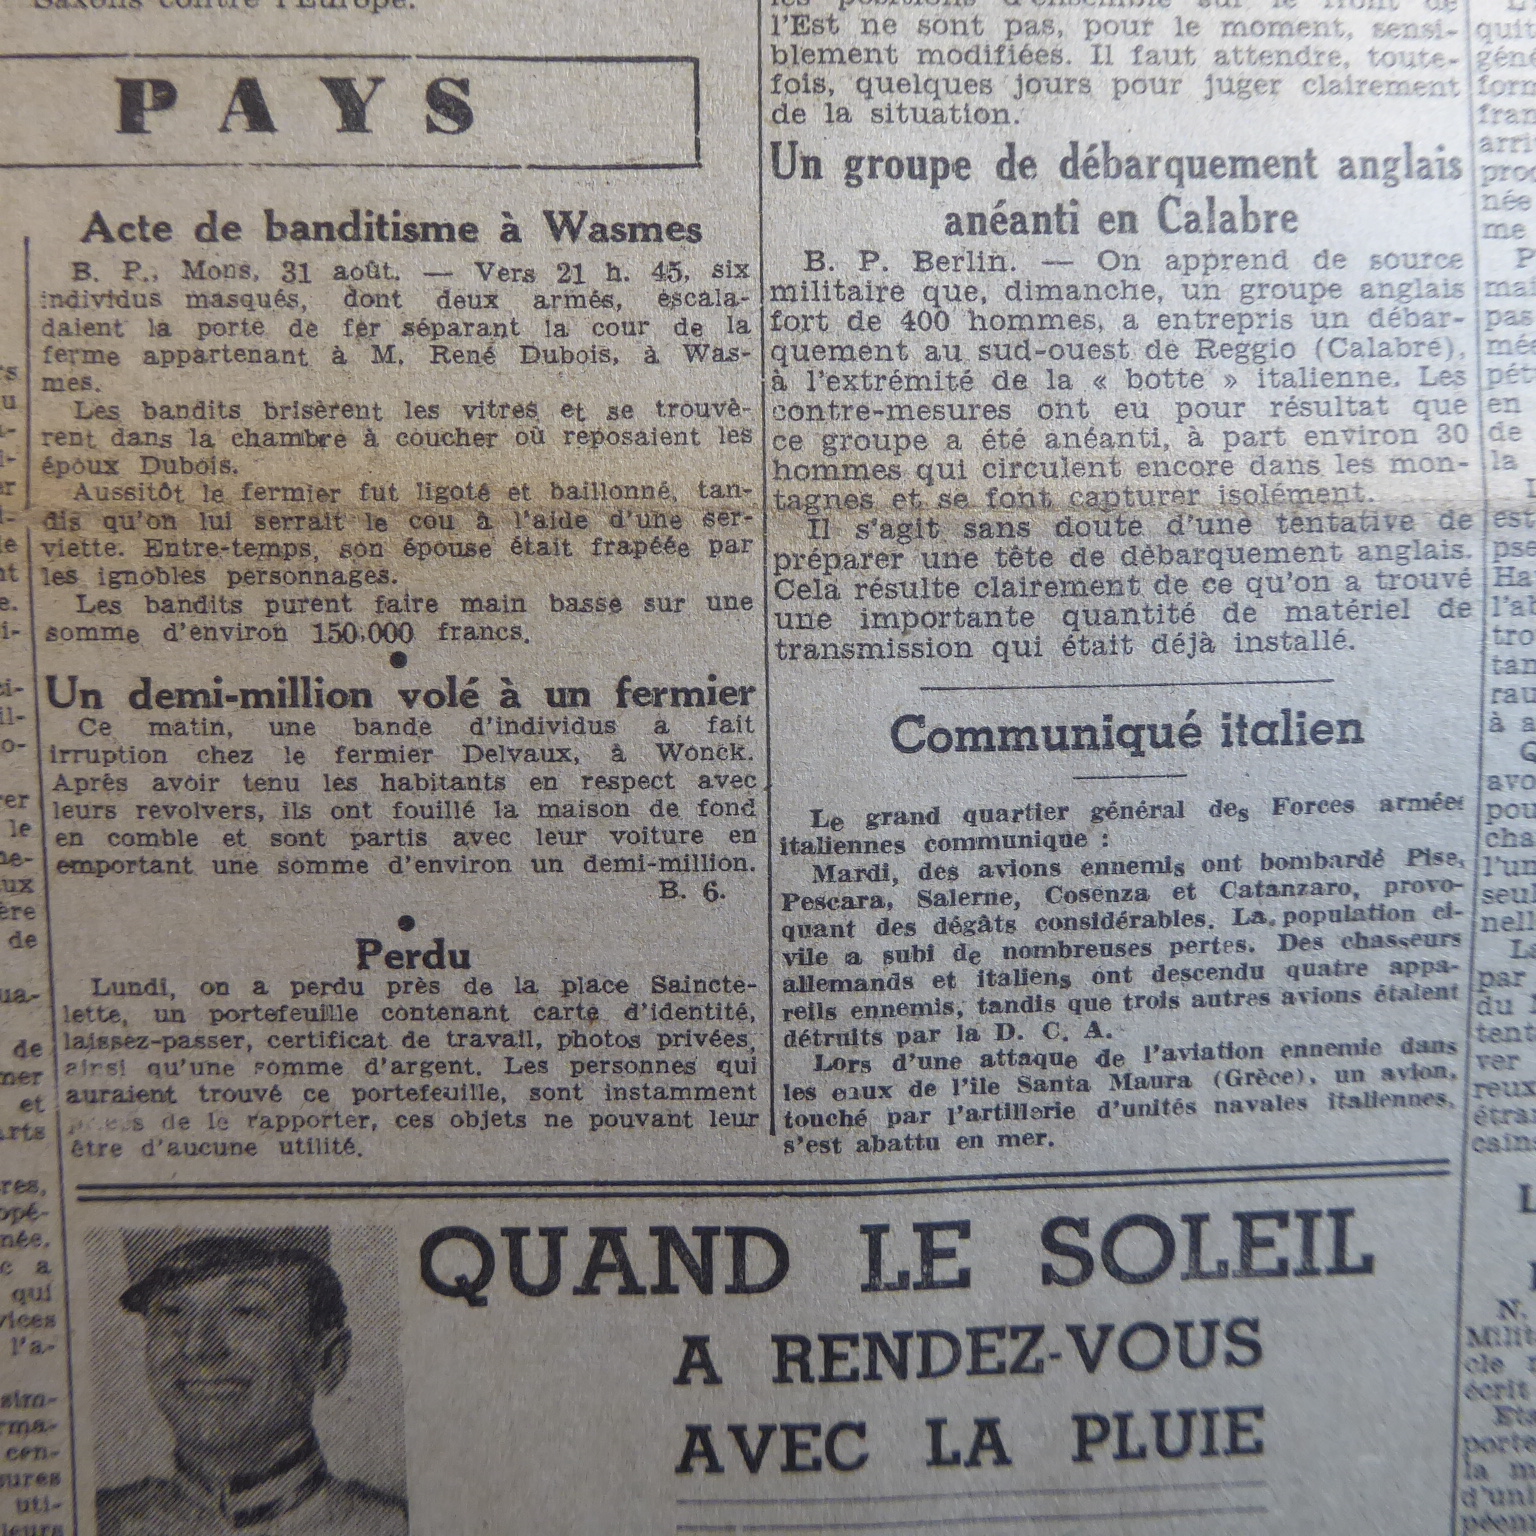 PAYS
Acte de banditisme à Wasmes
B. P., Mons, 31 août. — Vers 21 h. 45, six
individus masqués, dont deux armés, escala-
daient la porte de fer séparant la cour de la
ferme appartenant à M. René Dubois, à Was-
mes.
Les bandits brisèrent les vitres et se trouvè-
rent dans la chambre à coucher où reposaient les
époux Dubois.
Aussitôt le fermier fut ligoté et baillonné, tan-
dis qu'on lui serrait le cou à l'aide d'une ser-
viette. Entre-temps, son épouse était frapéée par
les ignobles personnages.
Les bandits purent faire main basse sur une
somme d'environ 150.000 francs.
Un demi-million volé à un fermier
Ce matin, une bande d'individus a fait
irruption chez le fermier Delvaux, à Wonck.
Après avoir tenu les habitants en respect avec
leurs revolvers, ils ont fouillé la maison de fond
en comble et sont partis avec leur voiture en
emportant une somme d'environ un demi-million.
B. 6.
Perdu
Lundi, on a perdu près de la place Saincte-
lette, un portefeuille contenant carte d'identité,
laissez-passer, certificat de travail, photos privées,
ainsi qu'une somme d'argent. Les personnes qui
auraient trouvé ce portefeuille, sont instamment
de le rapporter, ces objets ne pouvant leur
être d'aucune utilité.
l'Est ne sont pas, pour le moment, sensi-
blement modifiées. Il faut attendre, toute-
fois, quelques jours pour juger clairement
de la situation.
Un groupe de débarquement anglais
anéanti en Calabre
B. P. Berlin. — On apprend de source
militaire que, dimanche, un groupe anglais
fort de 400 hommes, a entrepris un débar-
quement au sud-ouest de Reggio (Calabre),
à l'extrémité de la « botte » italienne. Les
contre-mesures ont eu pour résultat que
ce groupe a été anéanti, à part environ 30
hommes qui circulent encore dans les mon-
tagnes et se font capturer isolément.
Il s'agit sans doute d'une tentative de
préparer une tête de débarquement anglais.
Cela résulte clairement de ce qu'on a trouvé
une importante quantité de matériel de
transmission qui était déjà installé.
Communiqué italien
Le grand quartier général des Forces armées
italiennes communique :
Mardi, des avions ennemis ont bombardé Pise,
Pescara, Salerne, Cosenza et Catanzaro, provo-
quant des dégâts considérables. La population ci-
vile a subi de nombreuses pertes. Des chasseurs
allemands et italiens ont descendu quatre appa-
reils ennemis, tandis que trois autres avions étaient
détruits par la D. C. A.
Lors d'une attaque de l'aviation ennemie dans
les eaux de l'île Santa Maura (Grèce), un avion,
touché par l'artillerie d'unités navales italiennes,
s'est abattu en mer.
QUAND LE SOLEIL
A RENDEZ-VOUS
AVEC LA PLUIE